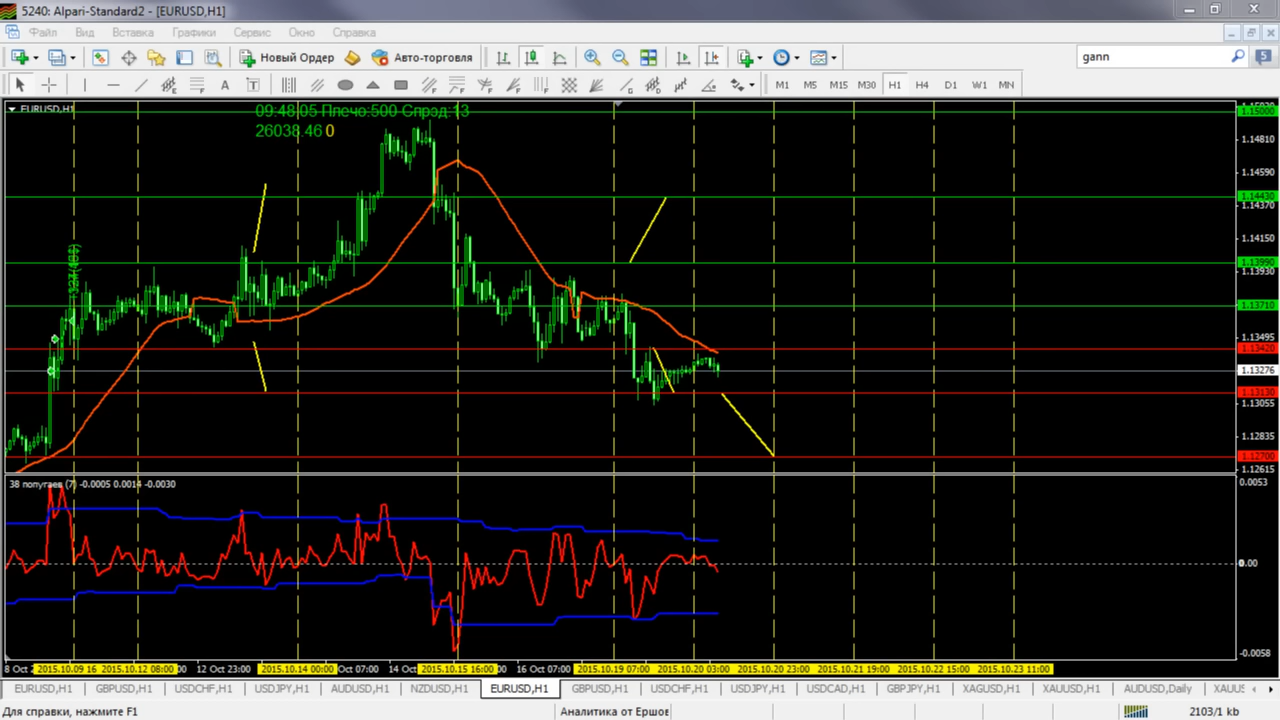 5240: Alpari-Standard2 - [EURUSD,H1]
Файл Вид Вставка Графики Сервис Окно Справка
Новый Ордер Авто-торговля gann 5
A T M1 M5 M15 M30 H1 H4 D1 W1 MN
EURUSD,H1
09:48:05 Ппечо:500 Спрэд:13
26038.46 0
1.15000
1.14810
1.14590
1.14430
1.14370
1.14150
1.13990
1.13930
1.13710
1.13495
1.13420
1.13276
1.13130
1.13055
1.12835
1.12700
1.12615
38 попугаев (7) -0.0005 0.0014 -0.0030
0.0053
0.00
-0.0058
8 Oct 2015.10.09 16 2015.10.12 08:00 12 Oct 23:00 2015.10.14 00:00 Oct 07:00 14 Oct 2015.10.15 16:00 16 Oct 07:00 2015.10.19 07:00 2015.10.20 03:00 2015.10.20 23:00 2015.10.21 19:00 2015.10.22 15:00 2015.10.23 11:00
EURUSD,H1 GBPUSD,H1 USDCHF,H1 USDJPY,H1 AUDUSD,H1 NZDUSD,H1 EURUSD,H1 GBPUSD,H1 USDCHF,H1 USDJPY,H1 USDCAD,H1 GBPJPY,H1 XAGUSD,H1 XAUUSD,H1 AUDUSD,Daily XAUUS
Для справки, нажмите F1 Аналитика от Ершов 2103/1 kb